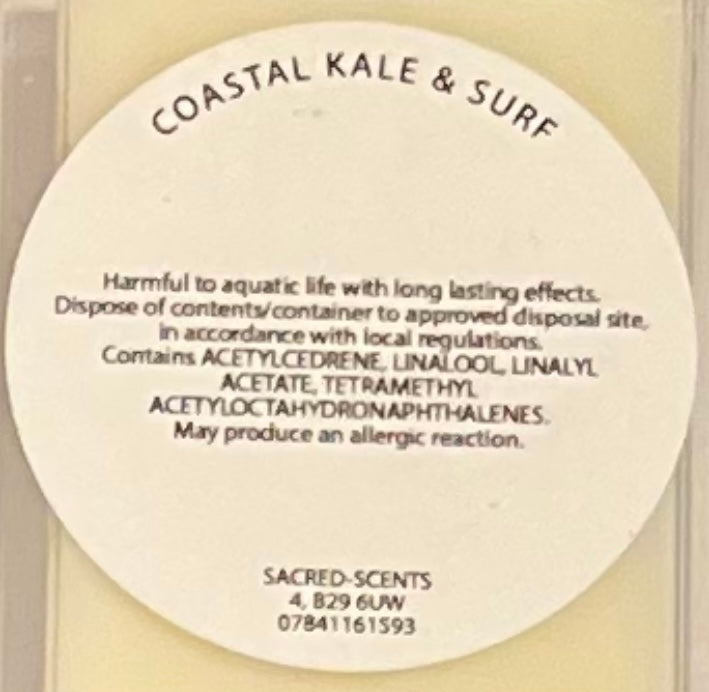 COASTAL KALE & SURF
Harmful to aquatic life with long lasting effects.
Dispose of contents/container to approved disposal site,
in accordance with local regulations.
Contains ACETYLCEDRENE, LINALOOL, LINALYL
ACETATE, TETRAMETHYL
ACETYLOCTAHYDRONAPHTHALENES.
May produce an allergic reaction.
SACRED-SCENTS
4, B29 6UW
07841161593